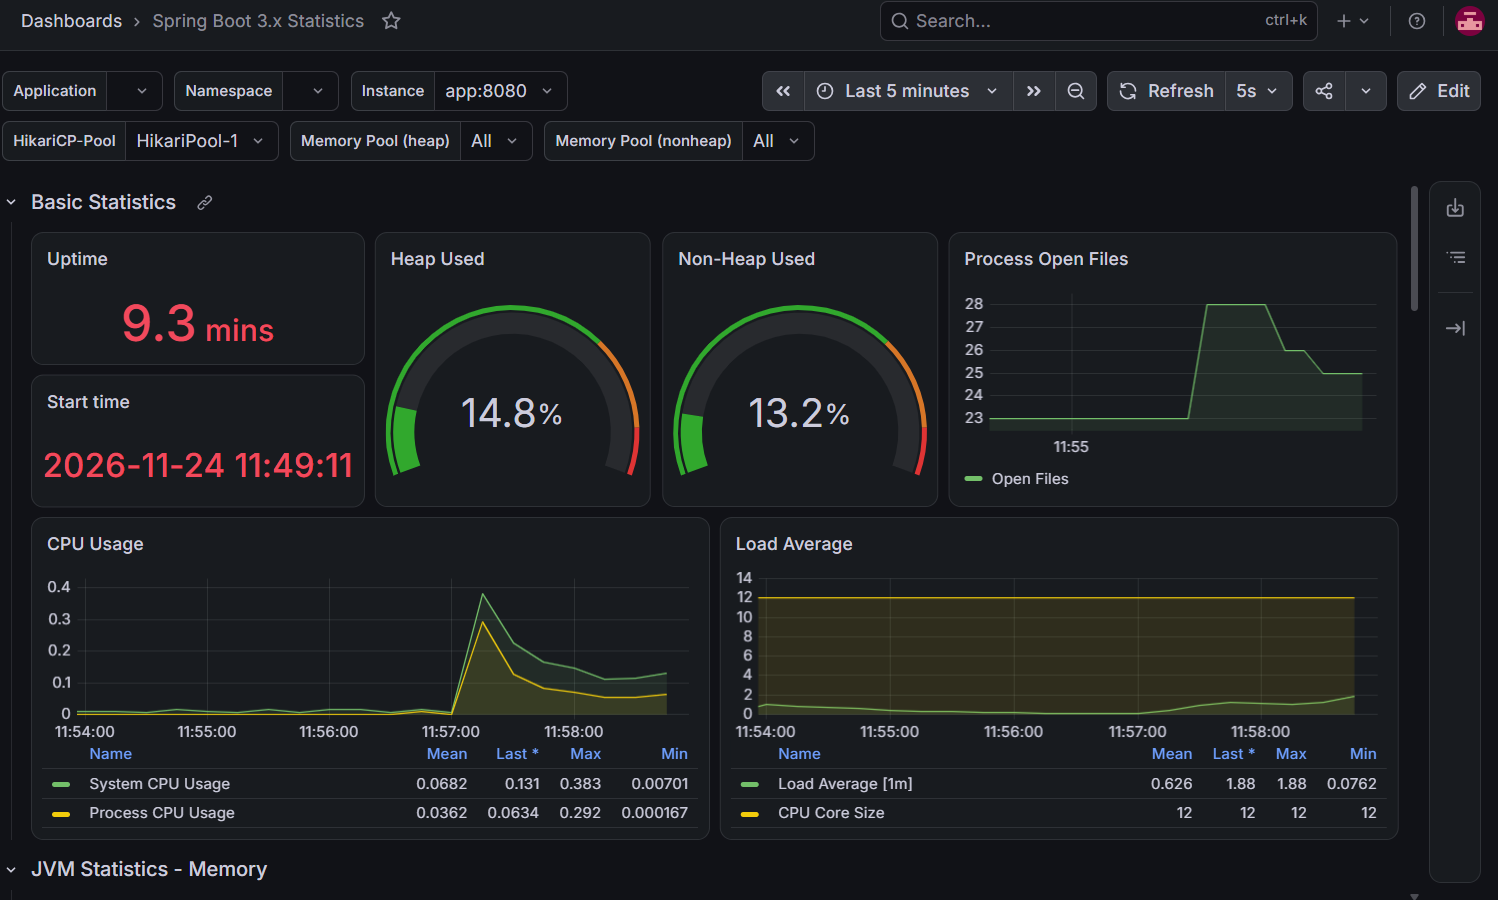 Dashboards › Spring Boot 3.x Statistics
Search... ctrl+k
Application
Namespace
Instance app:8080
Last 5 minutes
Refresh 5s
Edit
HikariCP-Pool HikariPool-1
Memory Pool (heap) All
Memory Pool (nonheap) All
Basic Statistics
Uptime
9.3 mins
Start time
2026-11-24 11:49:11
Heap Used
14.8%
Non-Heap Used
13.2%
Process Open Files
28
27
26
25
24
23
11:55
Open Files
CPU Usage
0.4
0.3
0.2
0.1
0
11:54:00 11:55:00 11:56:00 11:57:00 11:58:00
Name Mean Last * Max Min
System CPU Usage 0.0682 0.131 0.383 0.00701
Process CPU Usage 0.0362 0.0634 0.292 0.000167
Load Average
14
12
10
8
6
4
2
0
11:54:00 11:55:00 11:56:00 11:57:00 11:58:00
Name Mean Last * Max Min
Load Average [1m] 0.626 1.88 1.88 0.0762
CPU Core Size 12 12 12 12
JVM Statistics - Memory